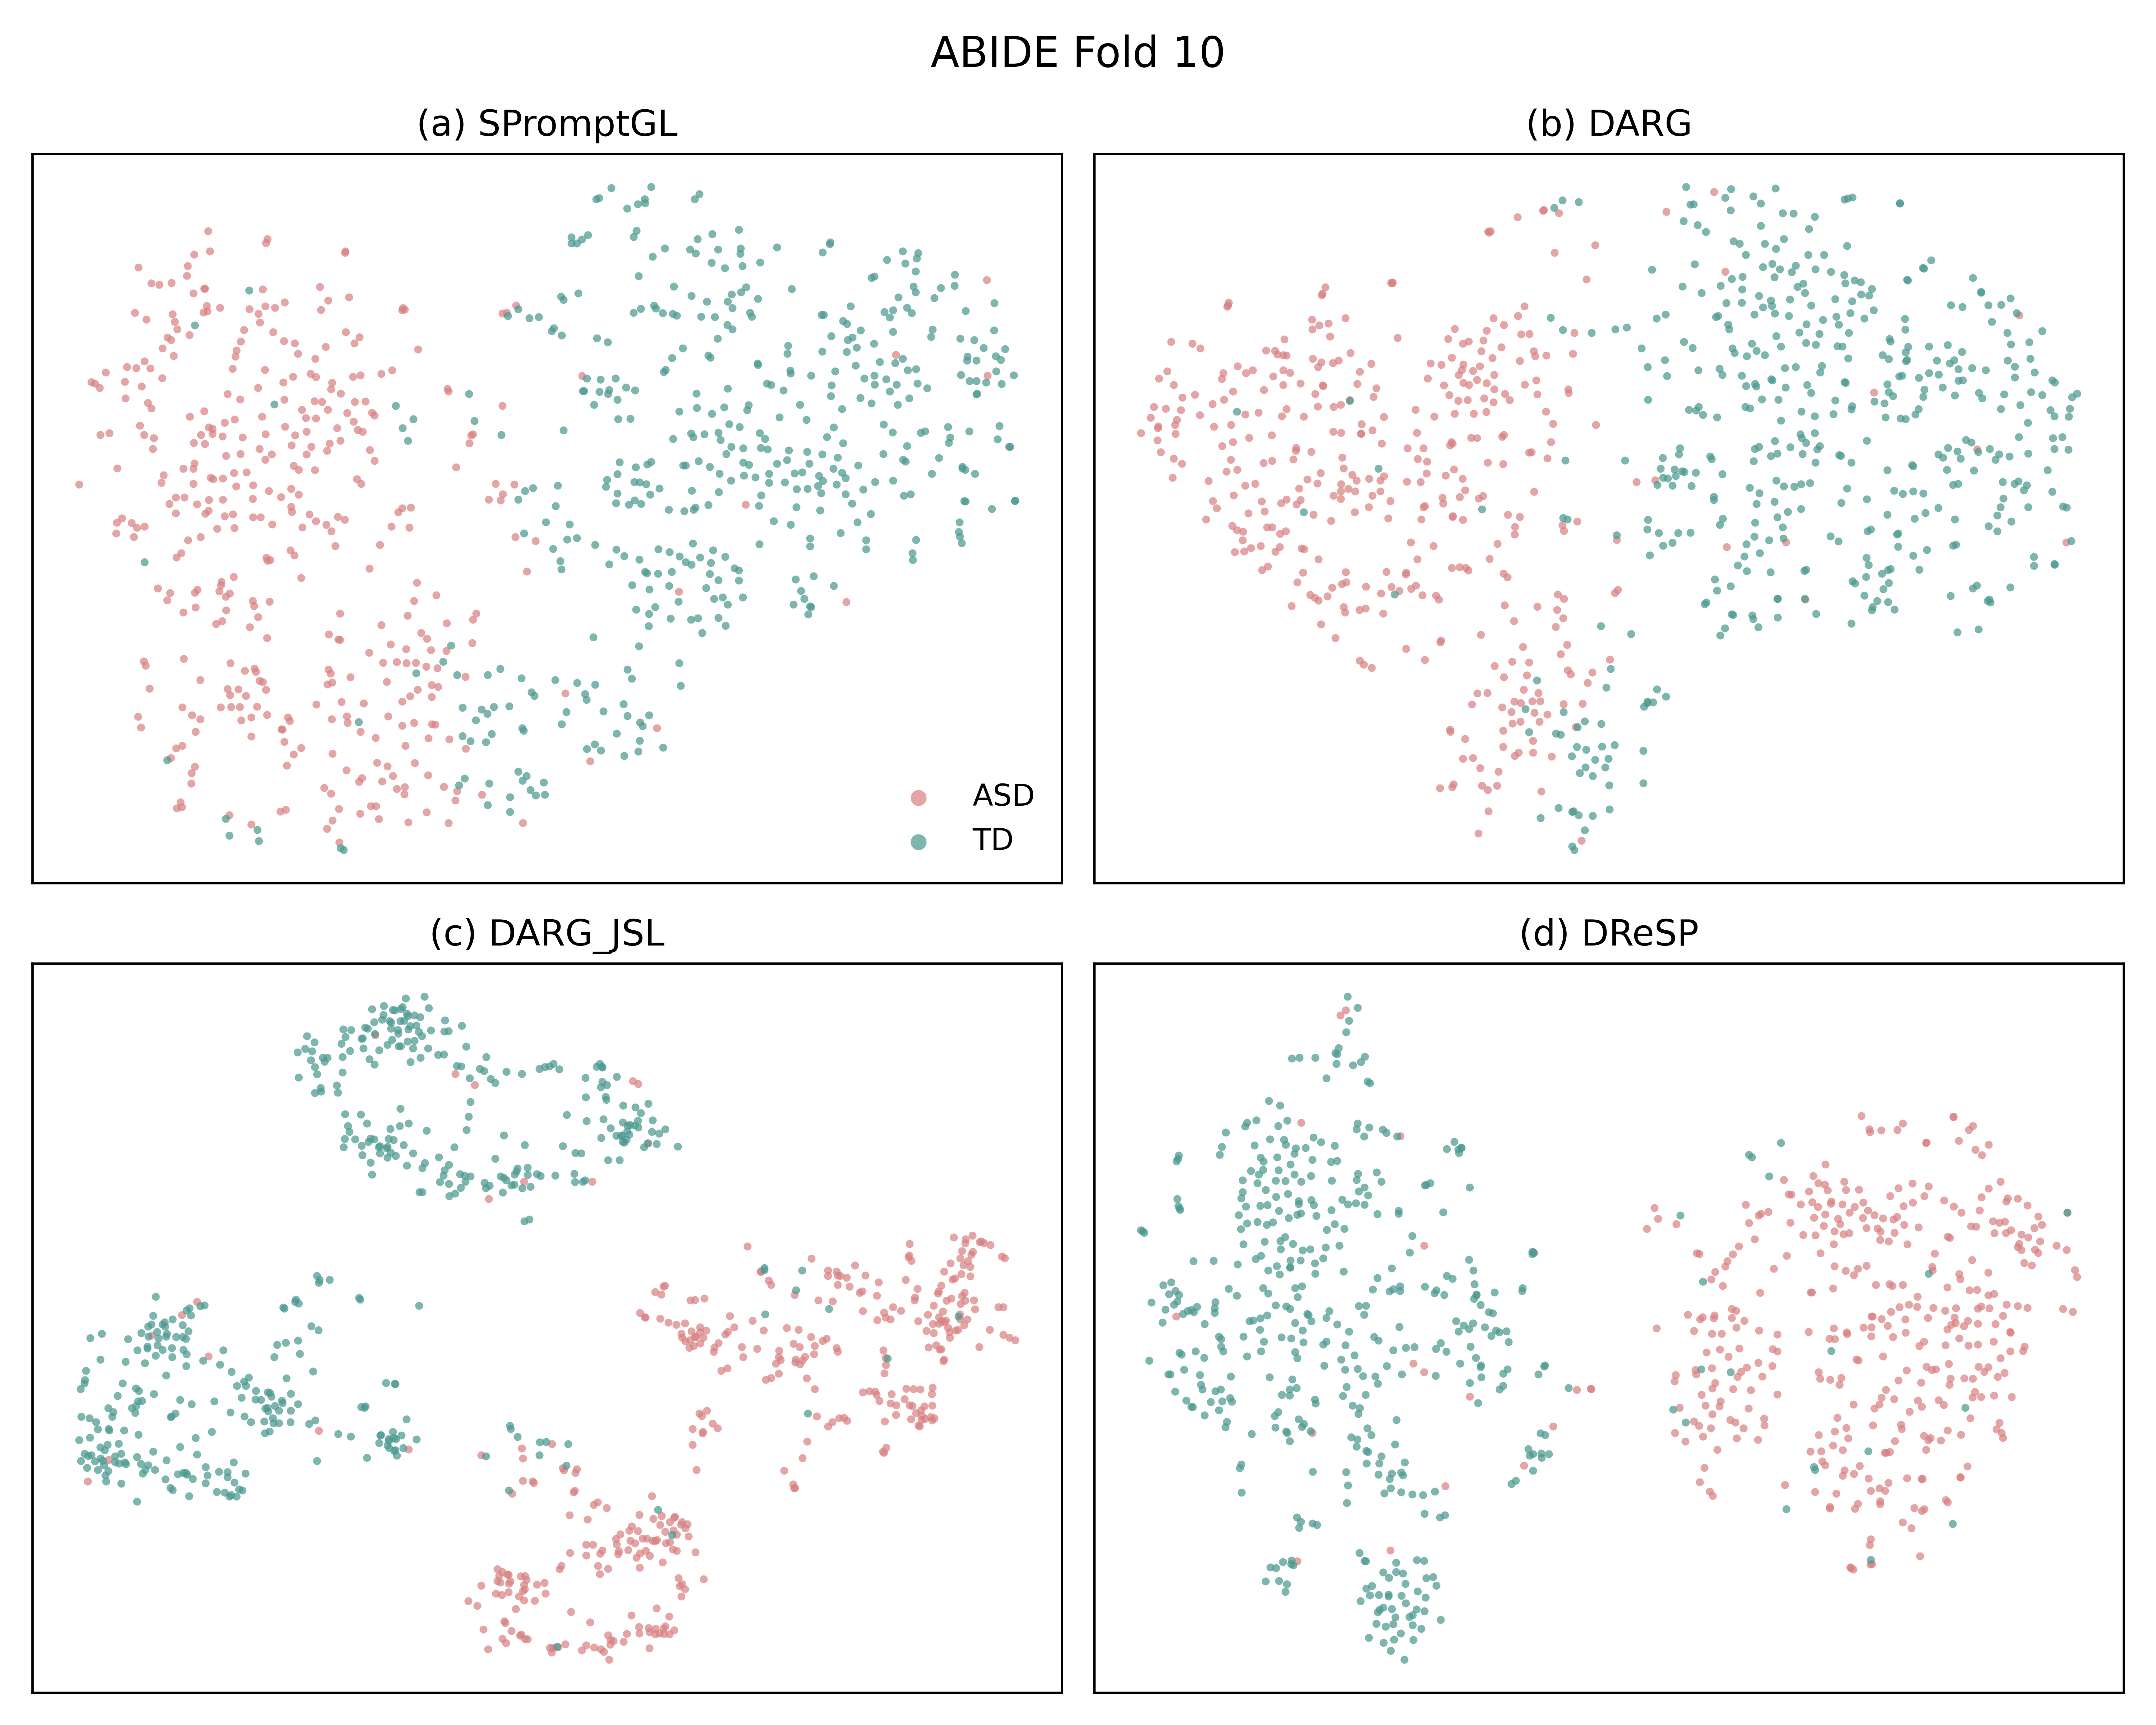 ABIDE Fold 10
(a) SPromptGL
(b) DARG
ASD
TD
(c) DARG_JSL
(d) DReSP